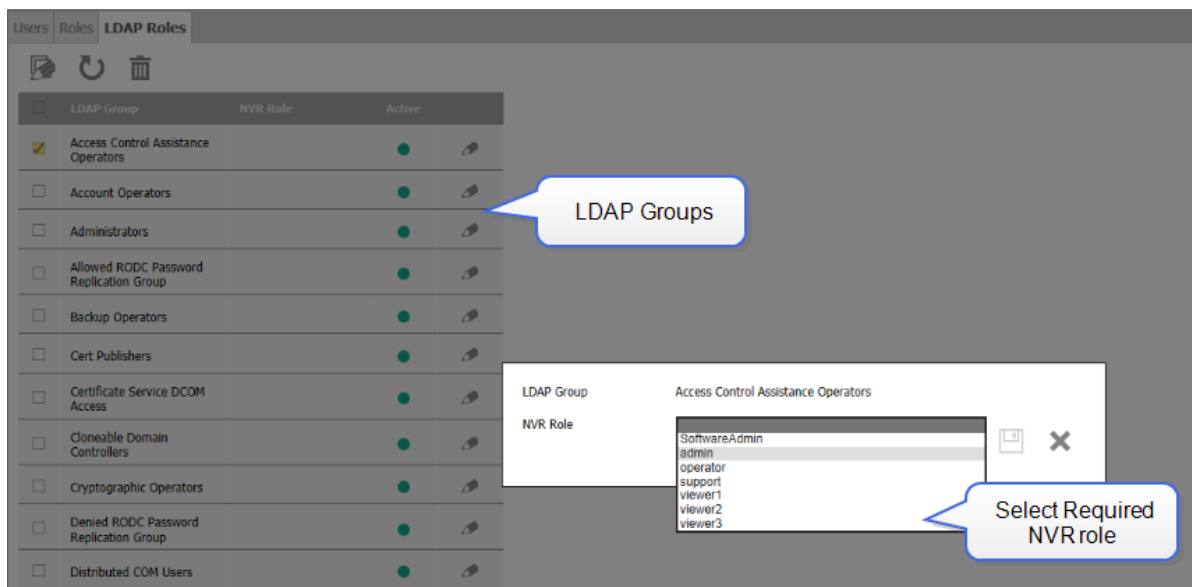 Users Roles LDAP Roles
LDAP Group NVR Role Active
Access Control Assistance
Operators
Account Operators
Administrators
Allowed RODC Password
Replication Group
Backup Operators
Cert Publishers
Certificate Service DCOM
Access
Cloneable Domain
Controllers
Cryptographic Operators
Denied RODC Password
Replication Group
Distributed COM Users
LDAP Groups
LDAP Group Access Control Assistance Operators
NVR Role
SoftwareAdmin
admin
operator
support
viewer1
viewer2
viewer3
Select Required
NVR role